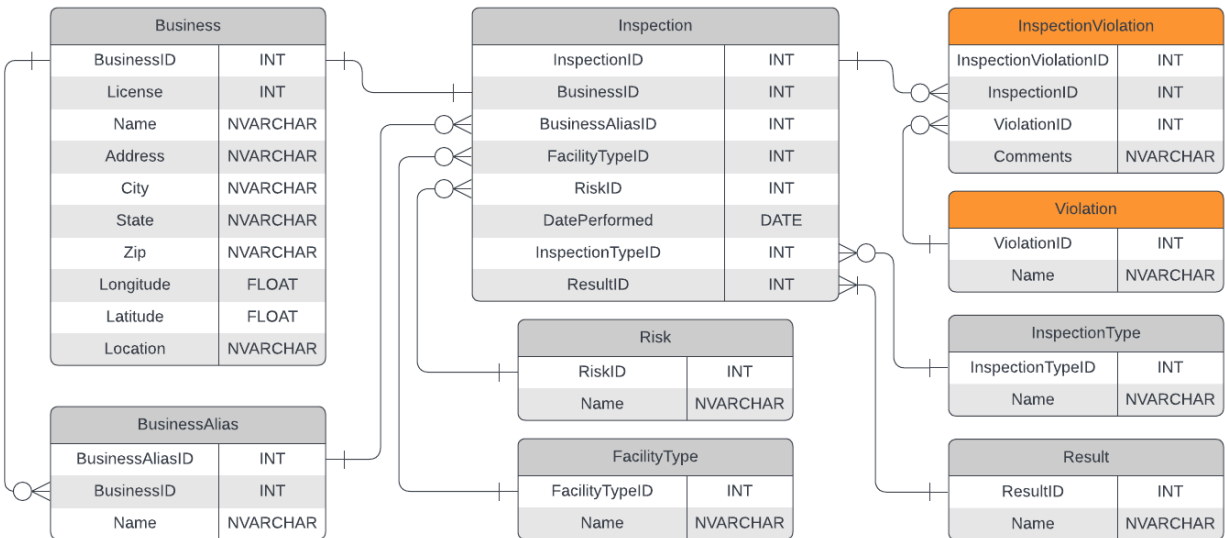 Business
BusinessID INT
License INT
Name NVARCHAR
Address NVARCHAR
City NVARCHAR
State NVARCHAR
Zip NVARCHAR
Longitude FLOAT
Latitude FLOAT
Location NVARCHAR
BusinessAlias
BusinessAliasID INT
BusinessID INT
Name NVARCHAR
Inspection
InspectionID INT
BusinessID INT
BusinessAliasID INT
FacilityTypeID INT
RiskID INT
DatePerformed DATE
InspectionTypeID INT
ResultID INT
Risk
RiskID INT
Name NVARCHAR
FacilityType
FacilityTypeID INT
Name NVARCHAR
InspectionViolation
InspectionViolationID INT
InspectionID INT
ViolationID INT
Comments NVARCHAR
Violation
ViolationID INT
Name NVARCHAR
InspectionType
InspectionTypeID INT
Name NVARCHAR
Result
ResultID INT
Name NVARCHAR